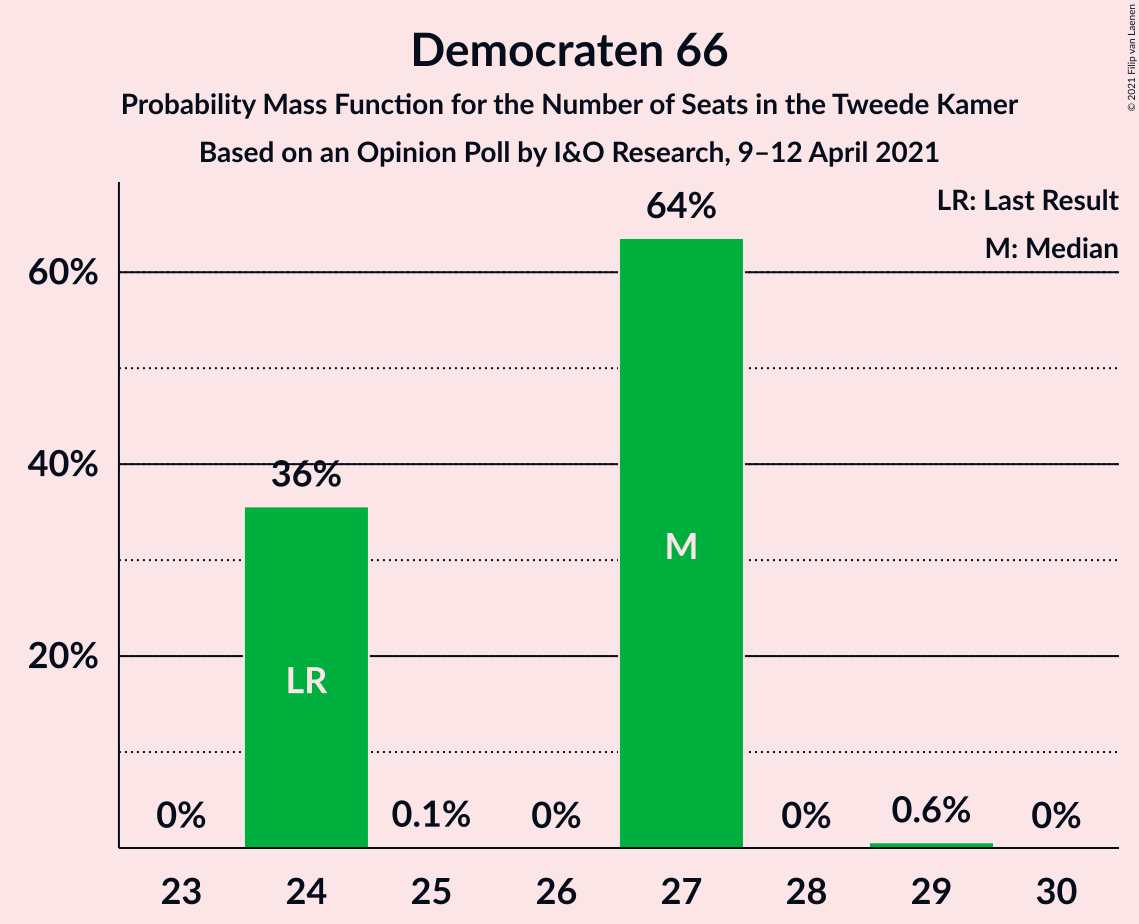 Democraten 66
Probability Mass Function for the Number of Seats in the Tweede Kamer
Based on an Opinion Poll by I&O Research, 9–12 April 2021
© 2021 Filip van Laenen
LR: Last Result
M: Median
60%
40%
20%
0%
36%
0.1%
0%
64%
0%
0.6%
0%
LR
M
23 24 25 26 27 28 29 30